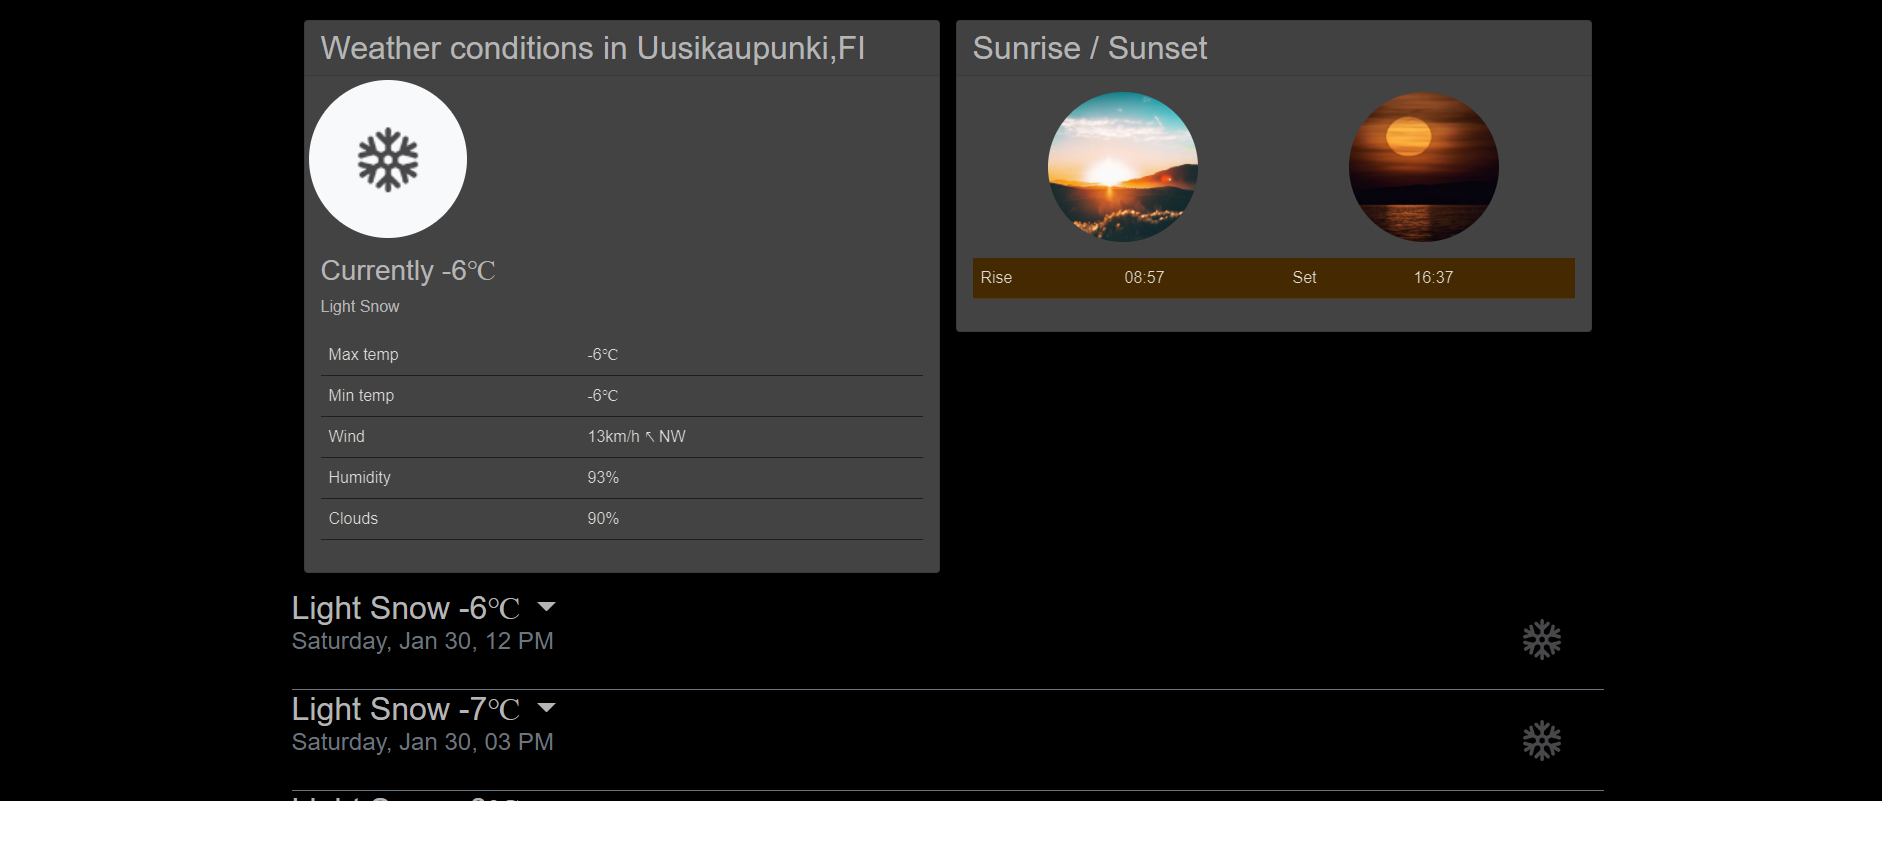 Weather conditions in Uusikaupunki,FI
Currently -6℃
Light Snow
Max temp -6℃
Min temp -6℃
Wind 13km/h ↖ NW
Humidity 93%
Clouds 90%
Sunrise / Sunset
Rise 08:57 Set 16:37
Light Snow -6℃
Saturday, Jan 30, 12 PM
Light Snow -7℃
Saturday, Jan 30, 03 PM